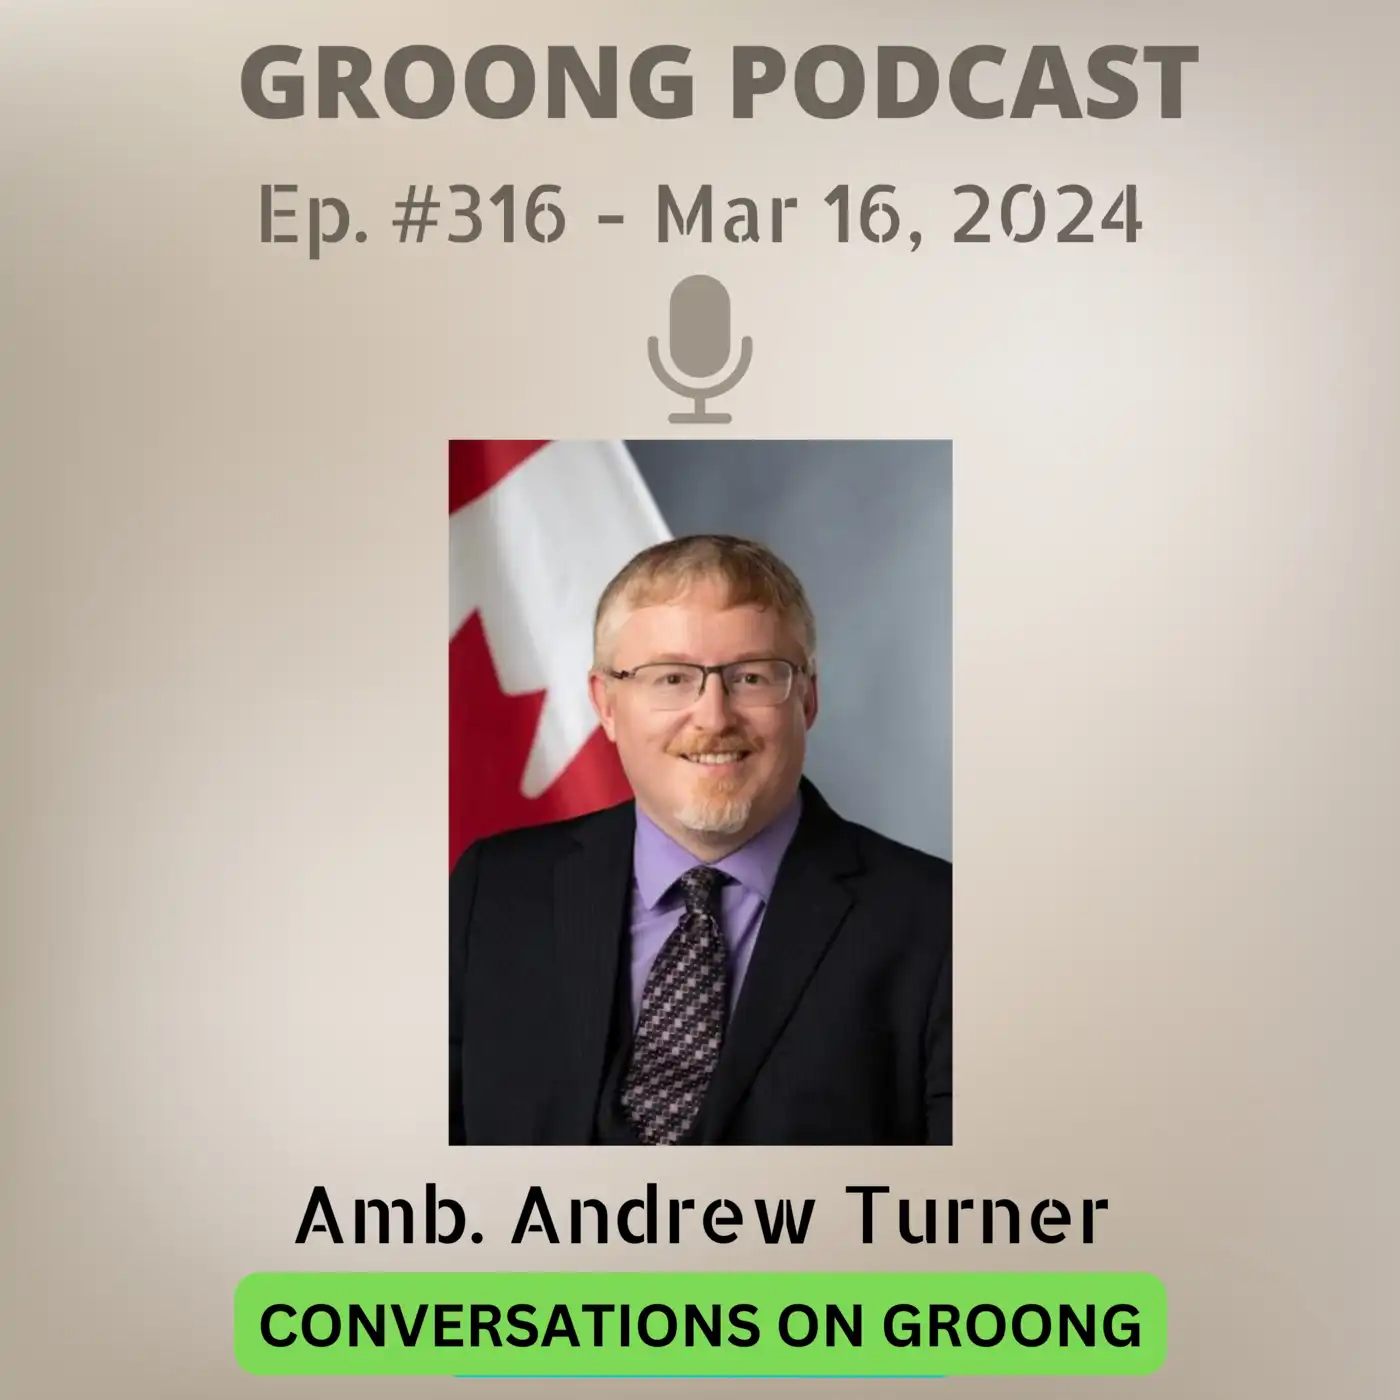 GROONG PODCAST
Ep. #316 - Mar 16, 2024
Amb. Andrew Turner
CONVERSATIONS ON GROONG